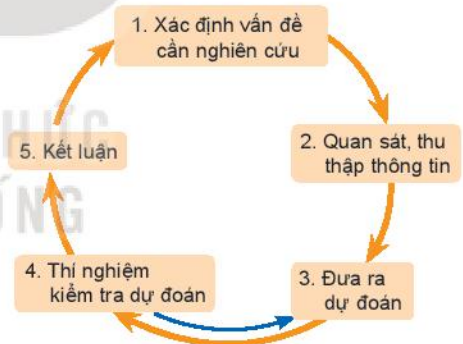 1. Xác định vấn đề
cần nghiên cứu
2. Quan sát, thu
thập thông tin
3. Đưa ra
dự đoán
4. Thí nghiệm
kiểm tra dự đoán
5. Kết luận